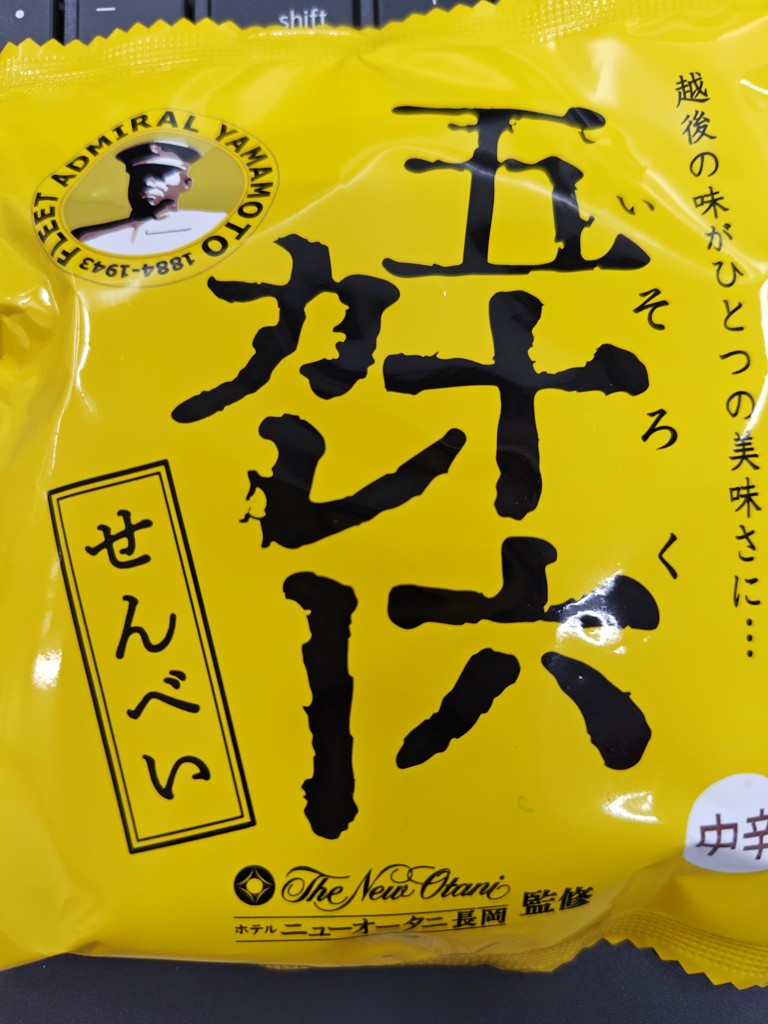 shift
越後の味がひとつの美味さに…
五十六
いそろく
カレー
せんべい
FLEET ADMIRAL YAMAMOTO 1884-1943
中辛
The New Otani
ホテル ニューオータニ 長岡 監修